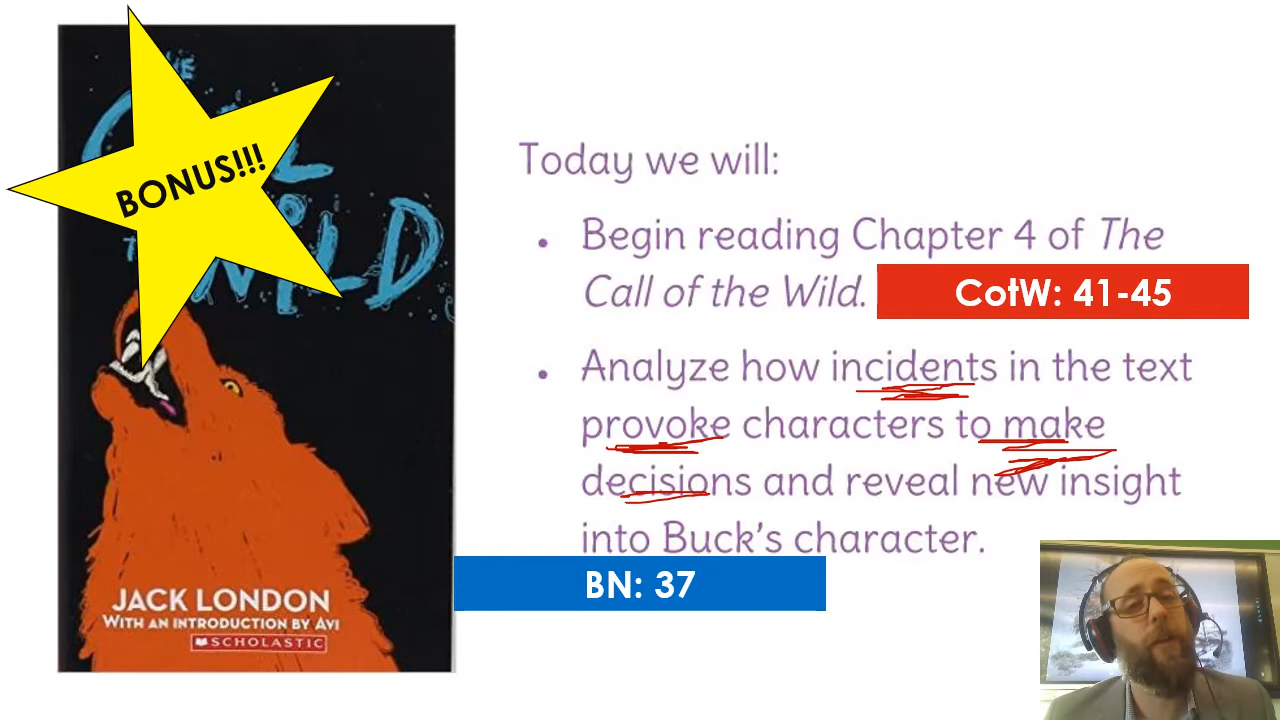 BONUS!!!
WILD
JACK LONDON
WITH AN INTRODUCTION BY AVI
SCHOLASTIC
Today we will:
• Begin reading Chapter 4 of The
Call of the Wild.
CotW: 41-45
• Analyze how incidents in the text
provoke characters to make
decisions and reveal new insight
into Buck's character.
BN: 37